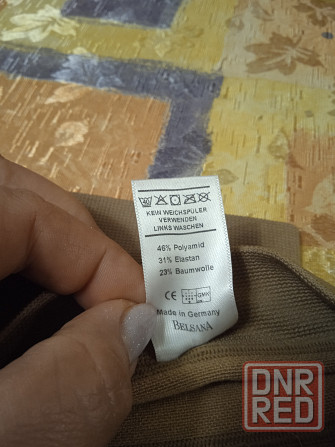 KEIN WEICHSPÜLER
VERWENDEN
LINKS WASCHEN
46% Polyamid
31% Elastan
23% Baumwolle
CE
Made in Germany
BELSANA
DNR
RED